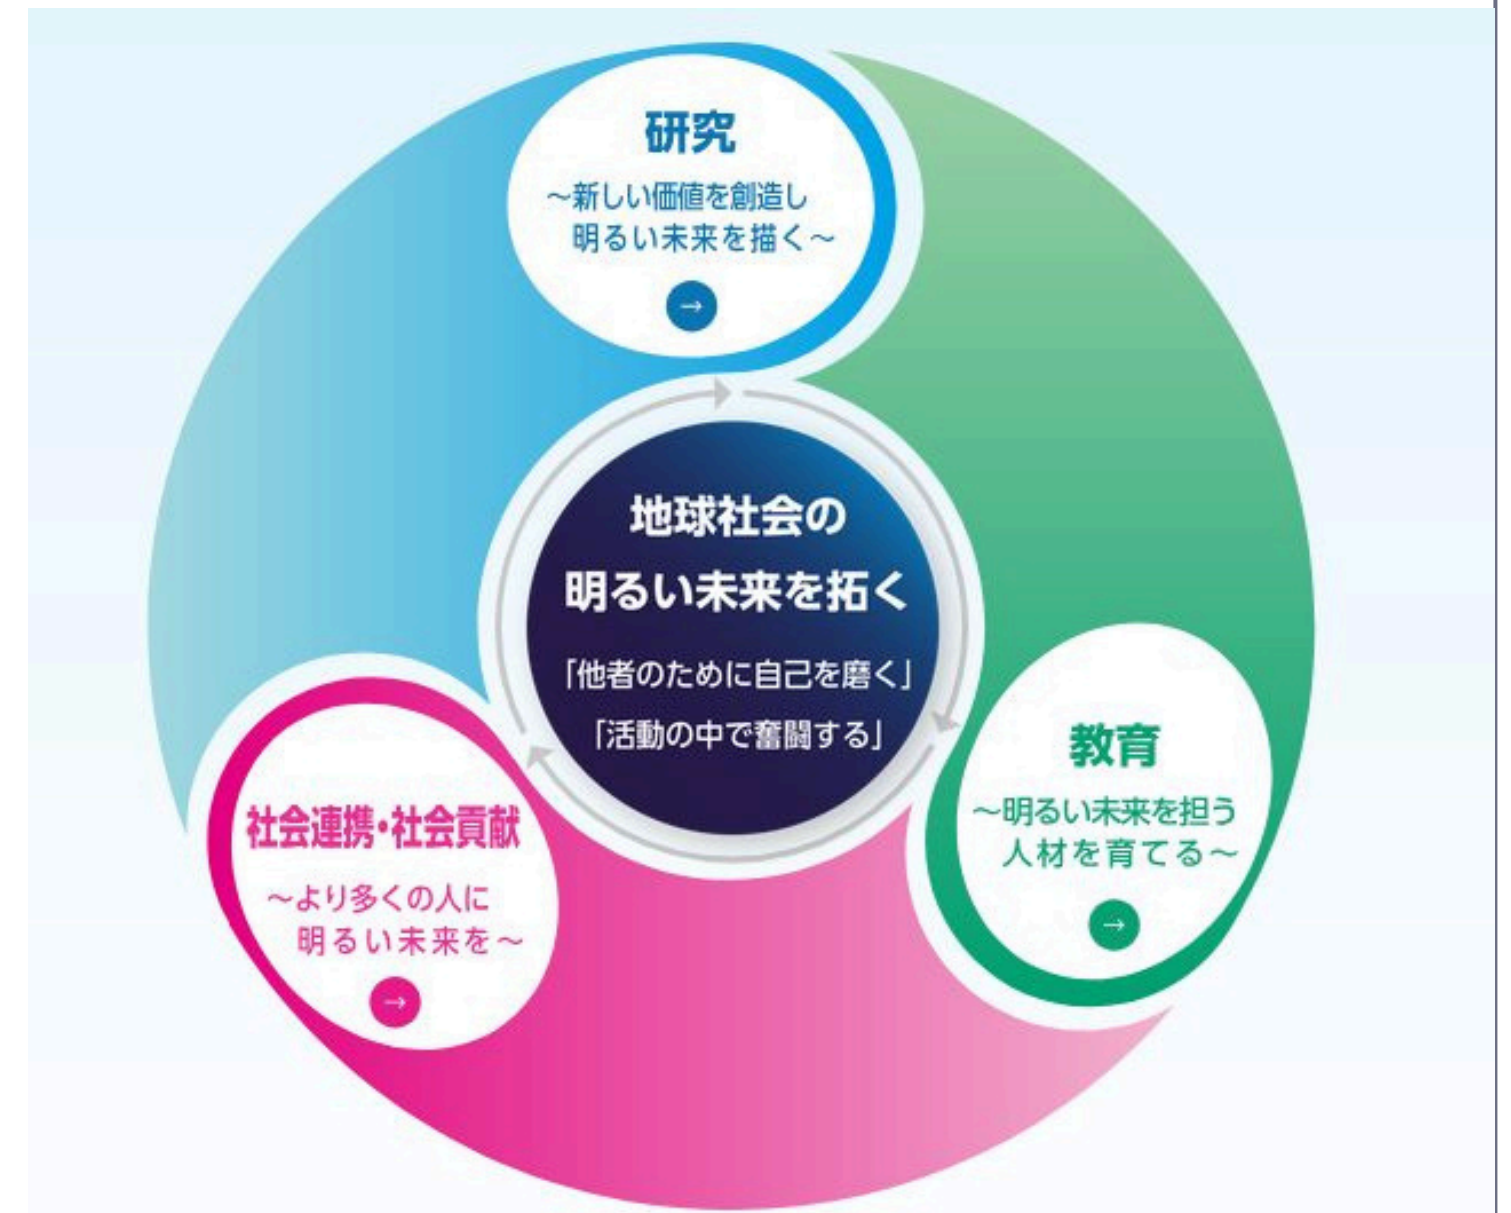 研究
～新しい価値を創造し
明るい未来を描く～
→
地球社会の
明るい未来を拓く
「他者のために自己を磨く」
「活動の中で奮闘する」
教育
～明るい未来を担う
人材を育てる～
→
社会連携・社会貢献
～より多くの人に
明るい未来を～
→